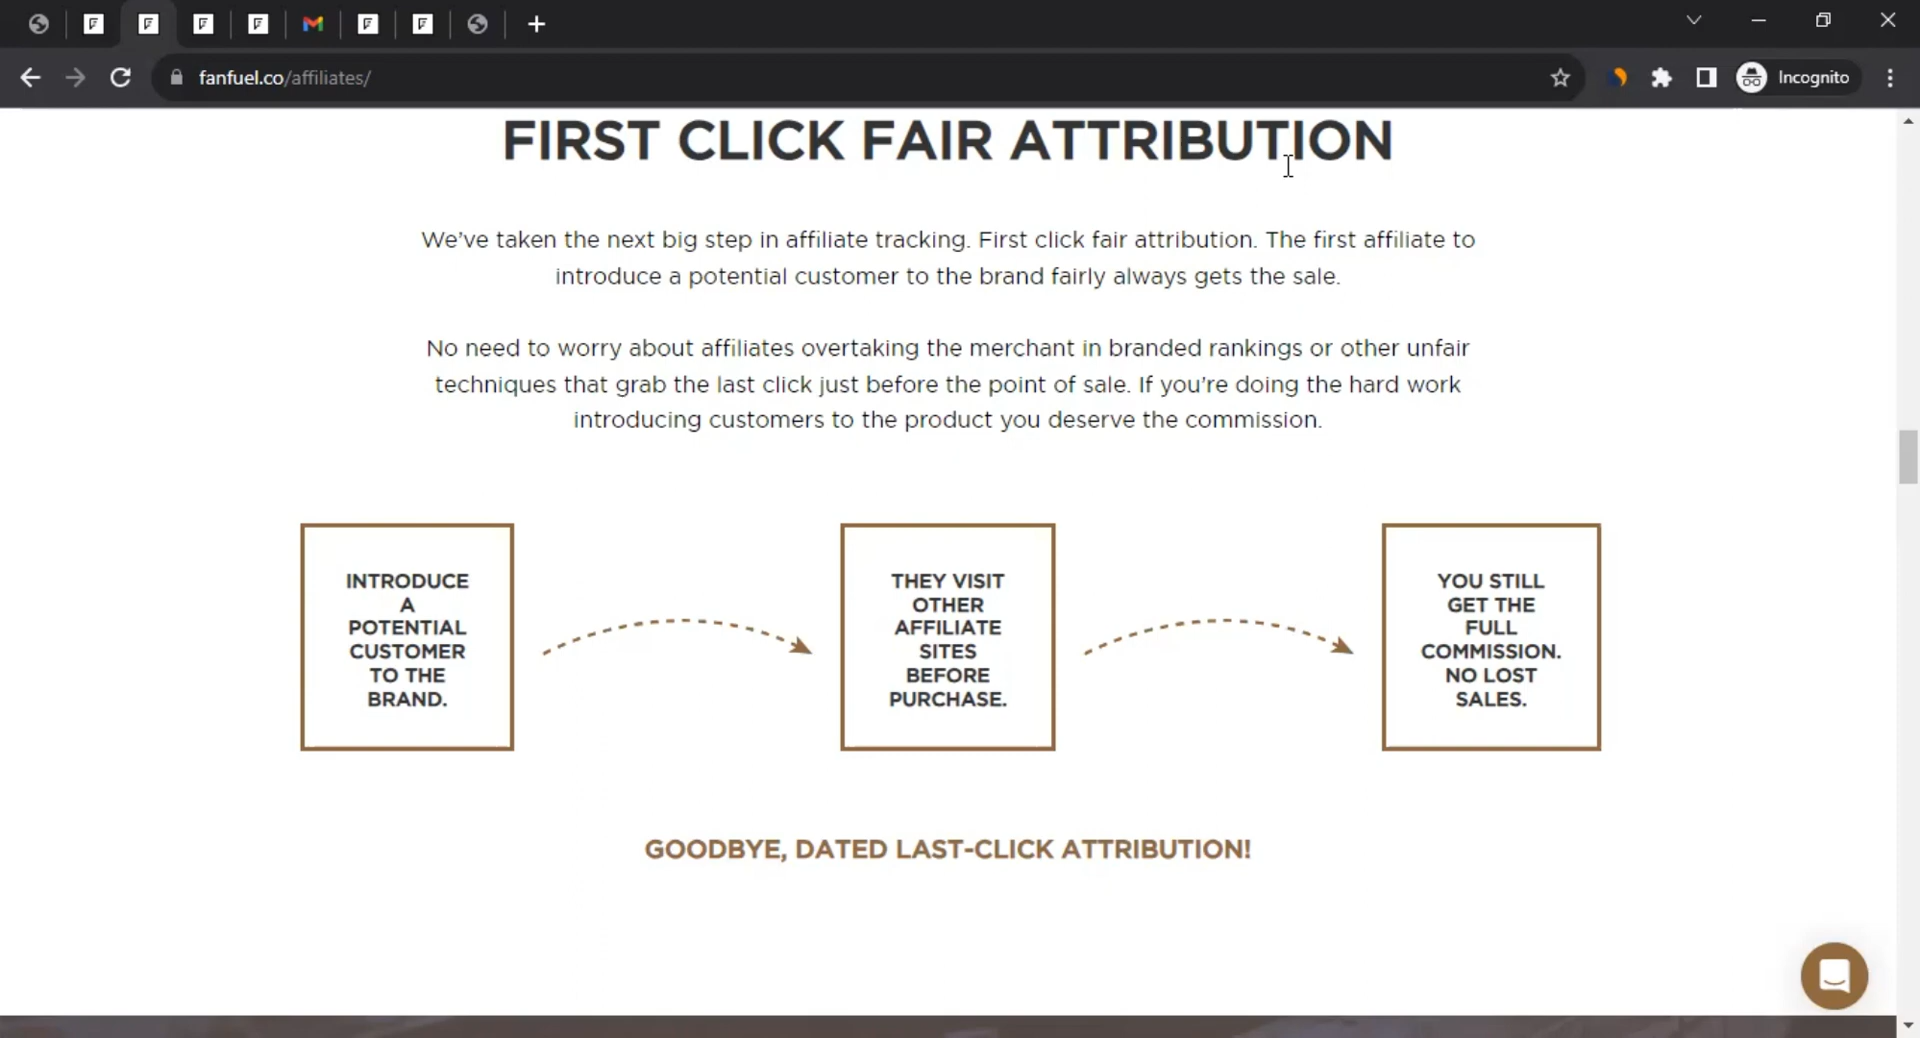 fanfuel.co/affiliates/
Incognito
FIRST CLICK FAIR ATTRIBUTION
We’ve taken the next big step in affiliate tracking. First click fair attribution. The first affiliate to
introduce a potential customer to the brand fairly always gets the sale.
No need to worry about affiliates overtaking the merchant in branded rankings or other unfair
techniques that grab the last click just before the point of sale. If you’re doing the hard work
introducing customers to the product you deserve the commission.
INTRODUCE
A
POTENTIAL
CUSTOMER
TO THE
BRAND.
THEY VISIT
OTHER
AFFILIATE
SITES
BEFORE
PURCHASE.
YOU STILL
GET THE
FULL
COMMISSION.
NO LOST
SALES.
GOODBYE, DATED LAST-CLICK ATTRIBUTION!